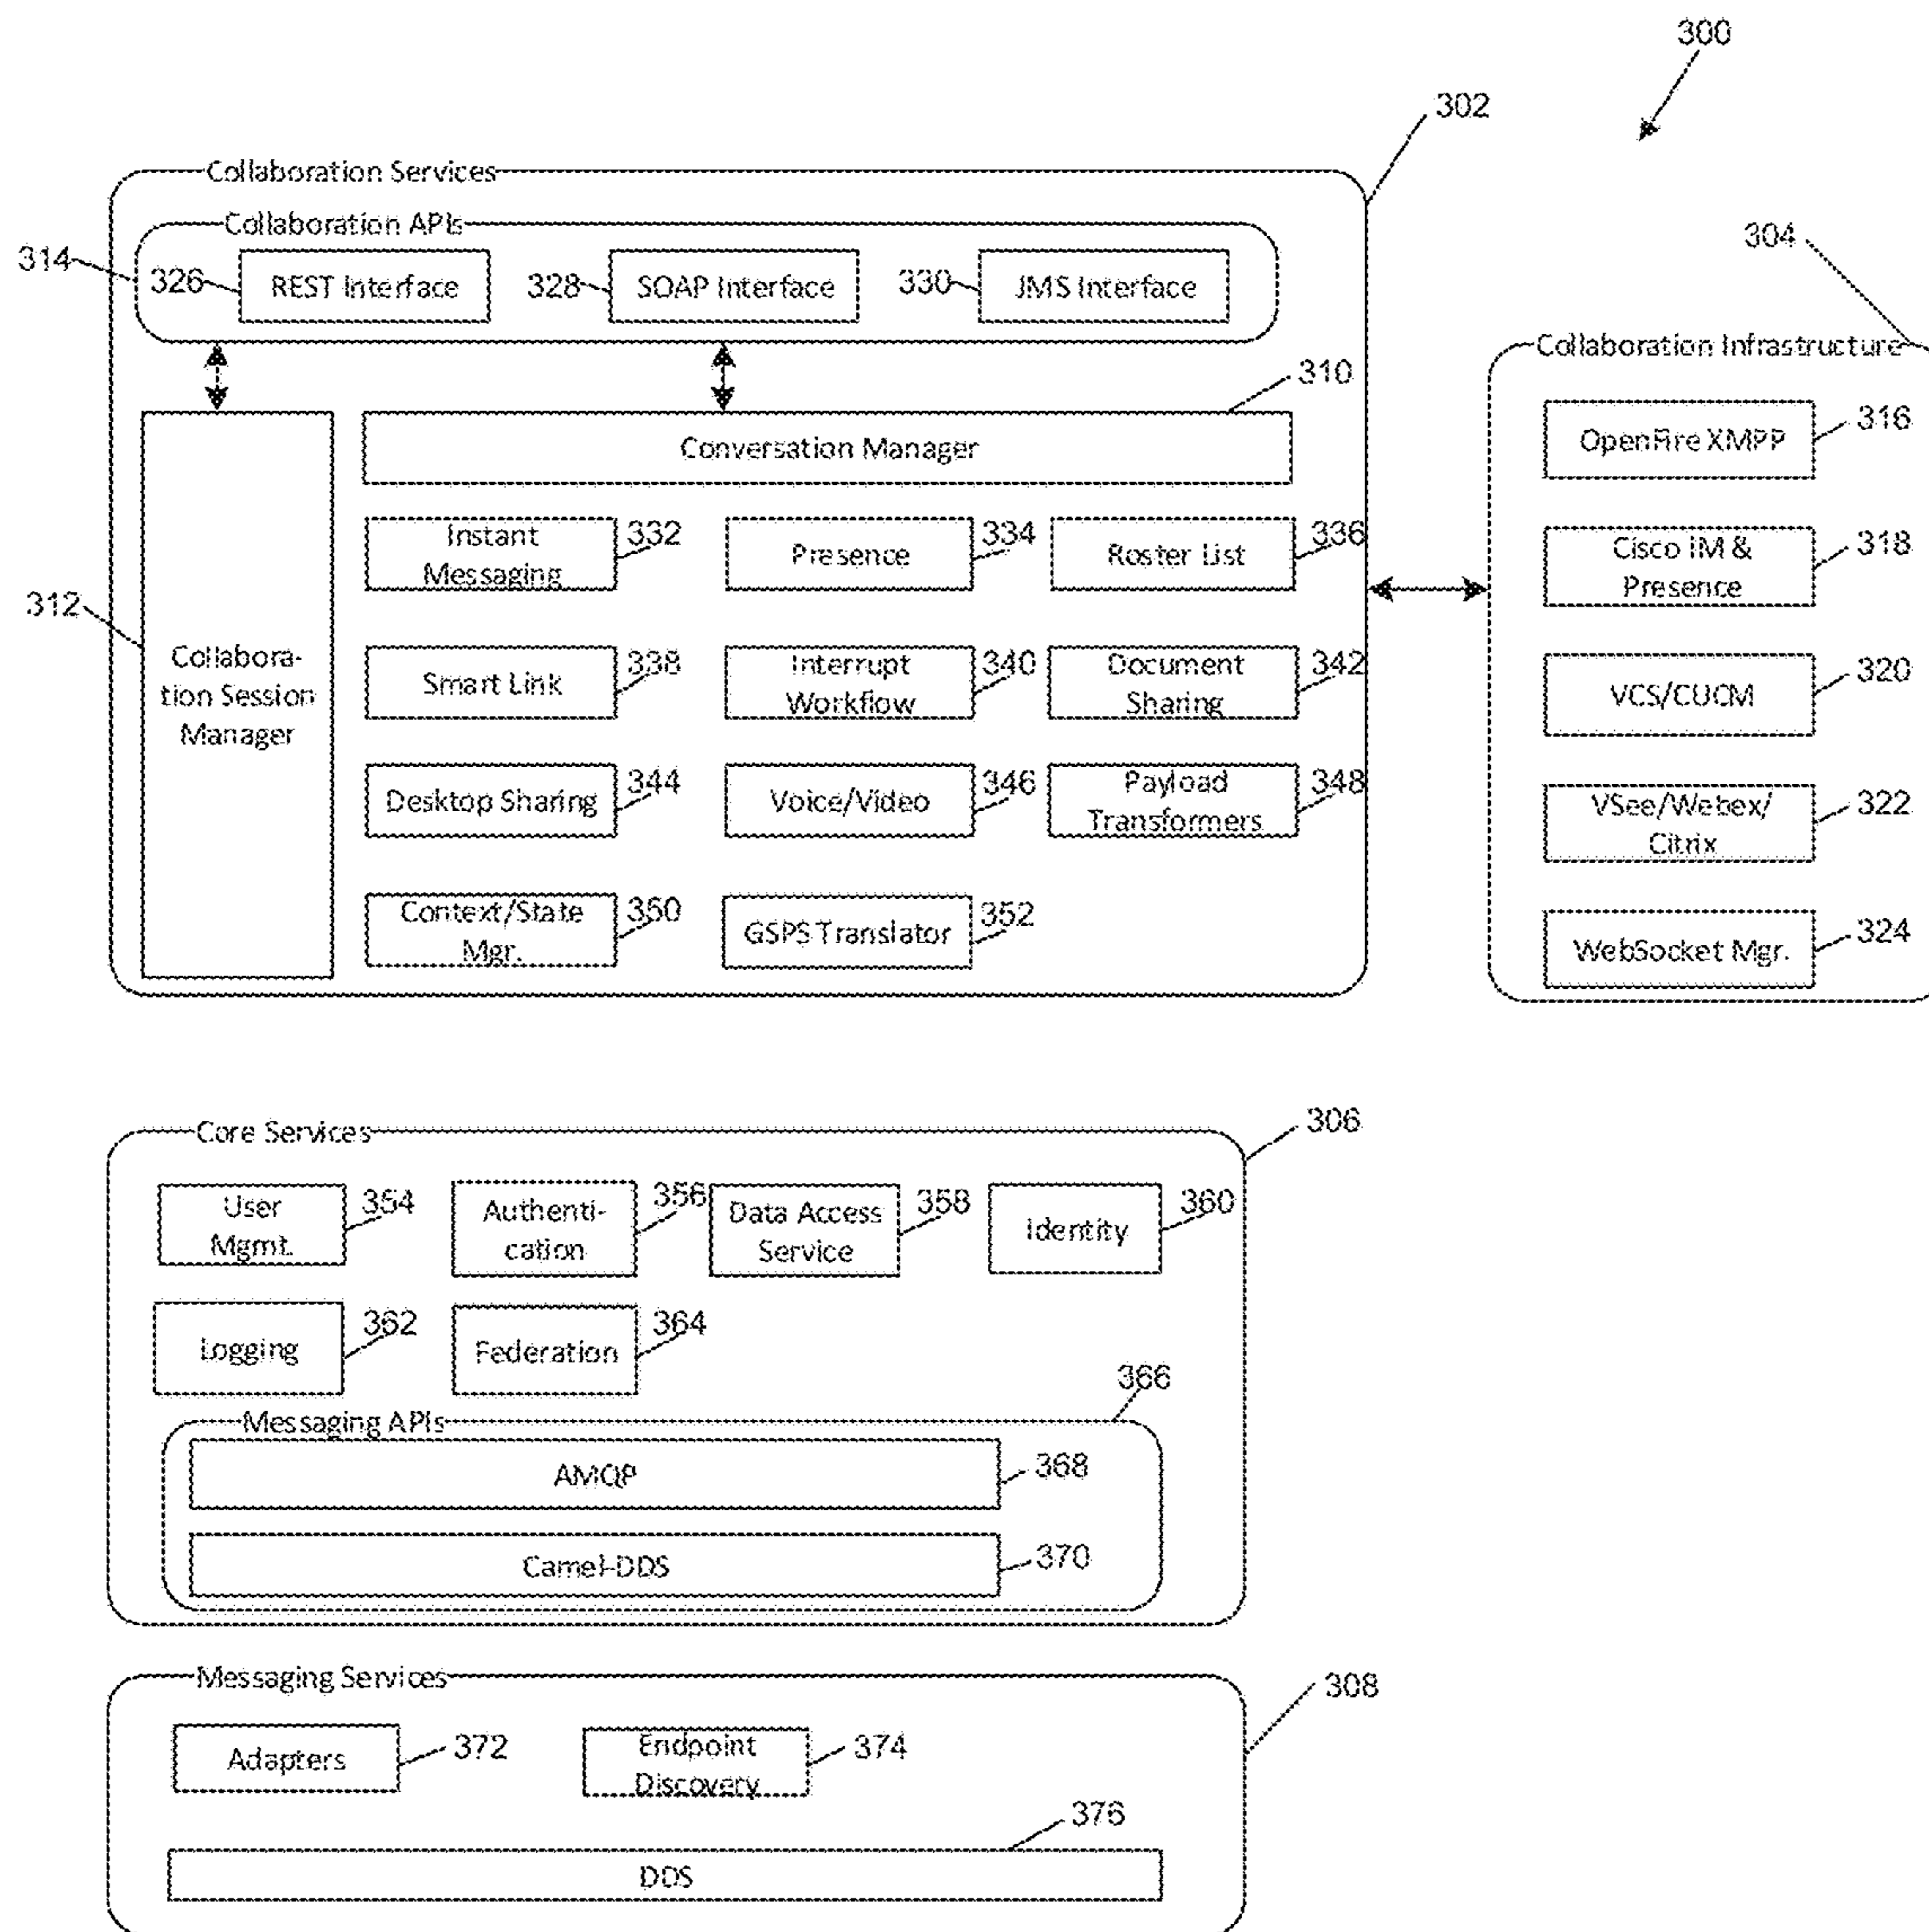 300
302
Collaboration Services
Collaboration APIs
314
326
REST Interface
328
SOAP Interface
330
JMS Interface
304
Collaboration Infrastructure
310
Conversation Manager
312
Collabora-
tion Session
Manager
Instant
Messaging
332
Presence
334
Roster List
336
Smart Link
338
Interrupt
Workflow
340
Document
Sharing
342
Desktop Sharing
344
Voice/Video
346
Payload
Transformers
348
Context/State
Mgr.
350
GSPS Translator
352
OpenFire XMPP
316
Cisco IM &
Presence
318
VCS/CUCM
320
VSee/Webex/
Citrix
322
WebSocket Mgr.
324
Core Services
306
User
Mgmt.
354
Authenti-
cation
356
Data Access
Service
358
Identity
360
Logging
362
Federation
364
366
Messaging APIs
AMQP
368
Camel-DDS
370
Messaging Services
308
Adapters
372
Endpoint
Discovery
374
376
DDS